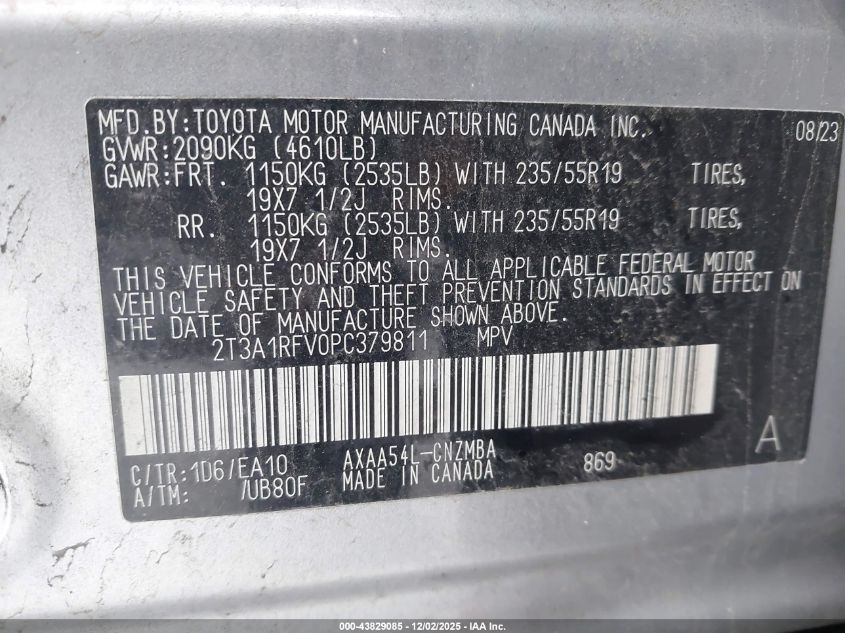 MFD.BY:TOYOTA MOTOR MANUFACTURING CANADA INC. 08/23
GVWR:2090KG (4610LB)
GAWR:FRT. 1150KG (2535LB) WITH 235/55R19 TIRES,
19X7 1/2J RIMS.
RR. 1150KG (2535LB) WITH 235/55R19 TIRES,
19X7 1/2J RIMS.
THIS VEHICLE CONFORMS TO ALL APPLICABLE FEDERAL MOTOR
VEHICLE SAFETY AND THEFT PREVENTION STANDARDS IN EFFECT ON
THE DATE OF MANUFACTURE SHOWN ABOVE.
2T3A1RFV0PC379811 MPV
A
C/TR:1D6/EA10 AXAA54L-CNZMBA 869
A/TM: /UB80F MADE IN CANADA
000-43829085 - 12/02/2025 - IAA Inc.